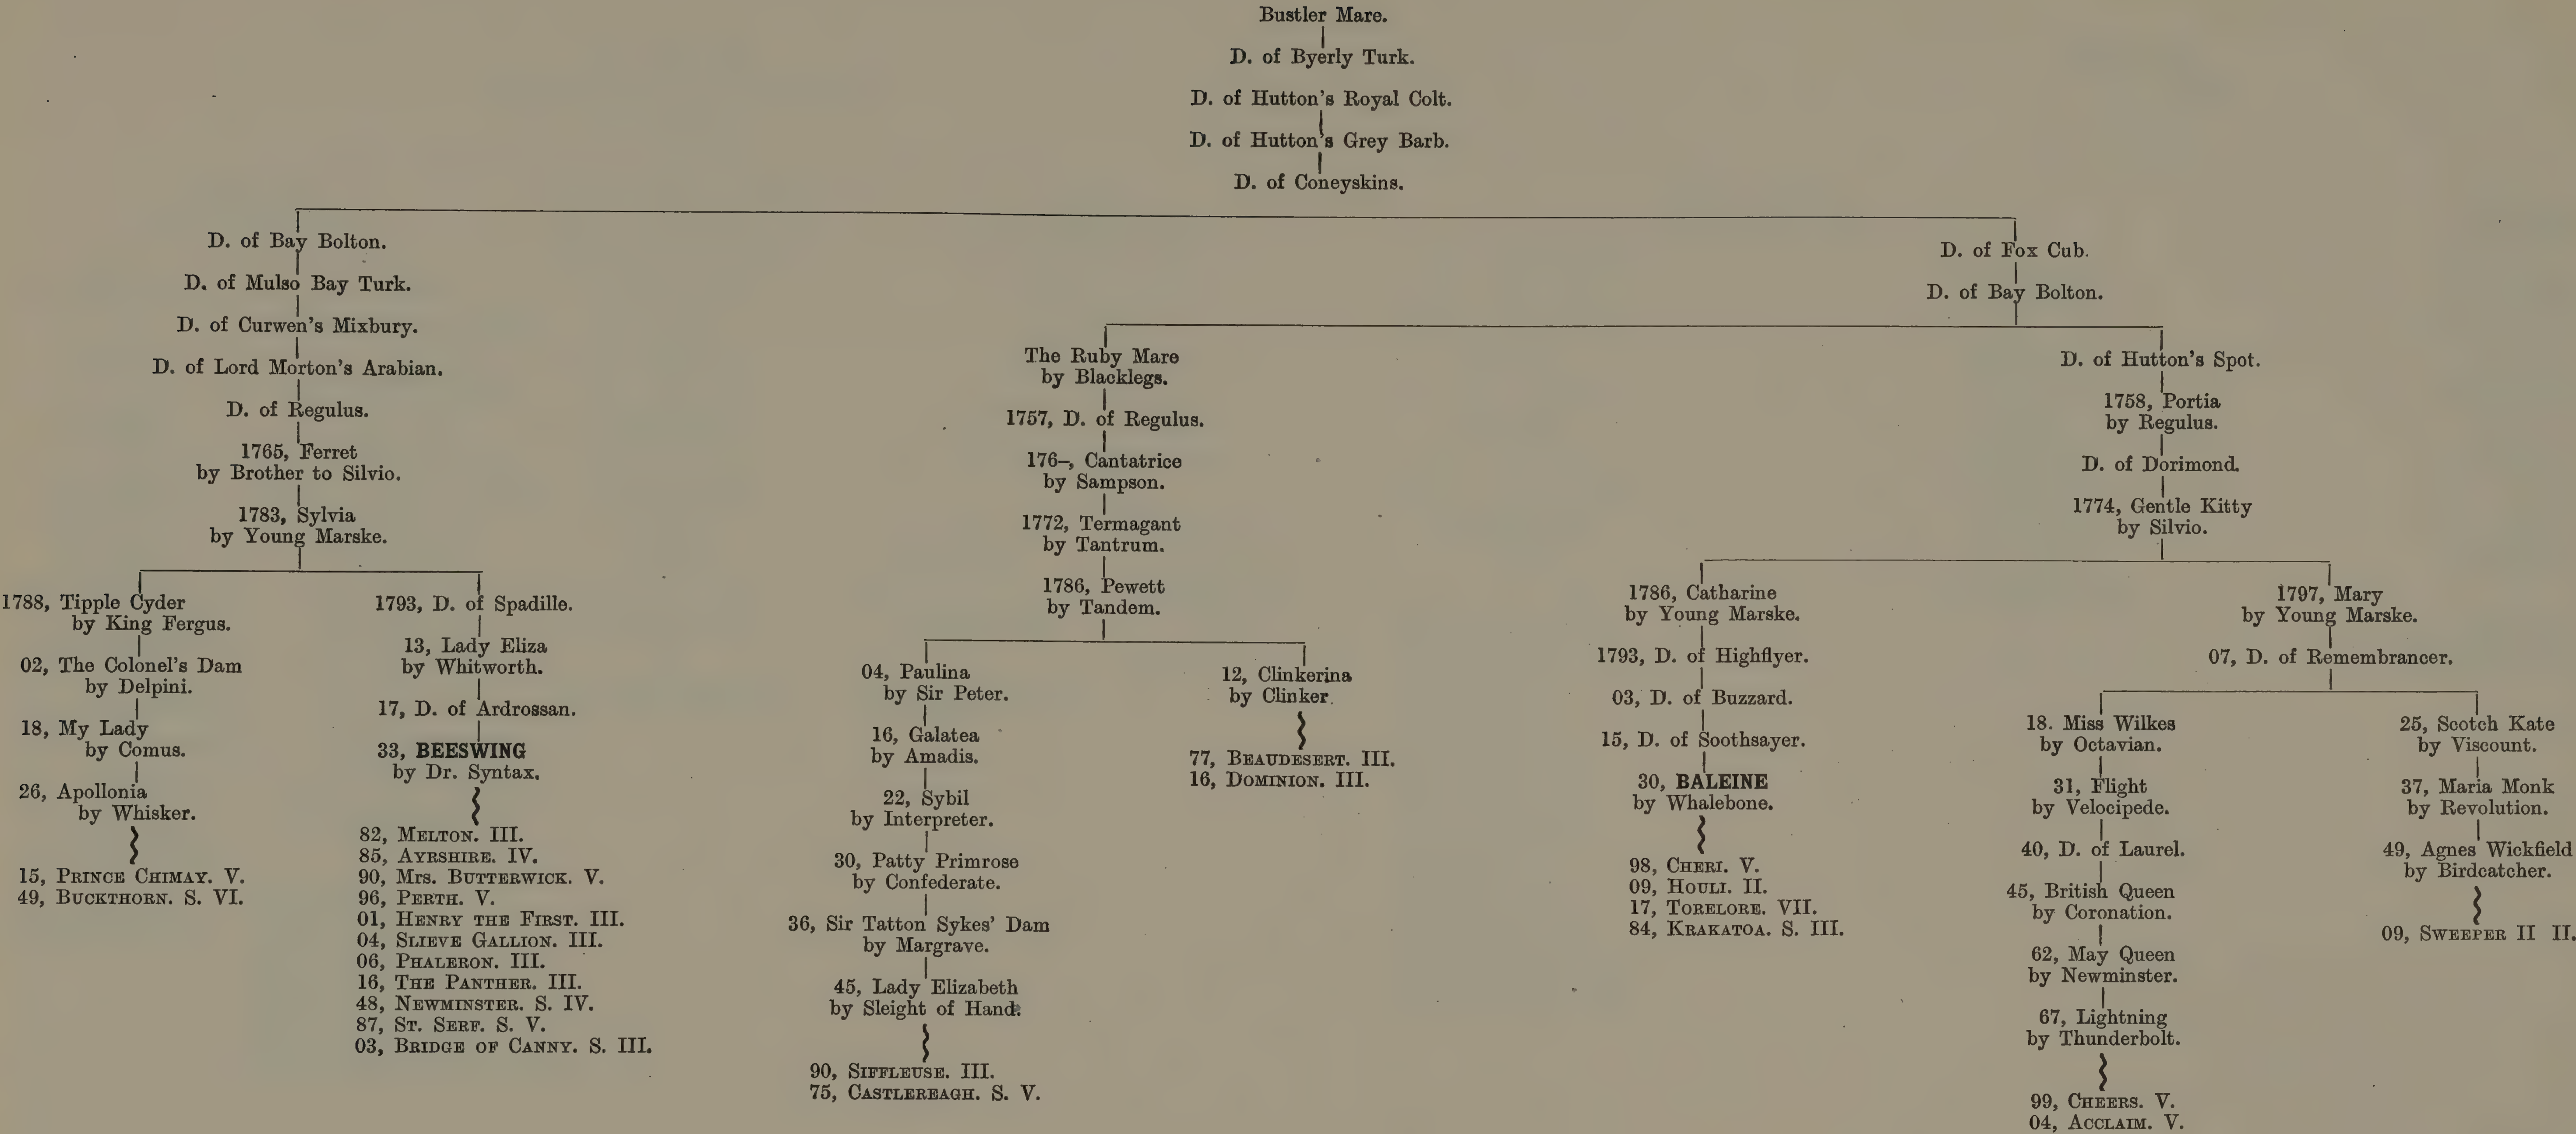 Bustler Mare.
D. of Byerly Turk.
D. of Hutton's Royal Colt.
D. of Hutton's Grey Barb.
D. of Coneyskins.
D. of Bay Bolton.
D. of Mulso Bay Turk.
D. of Curwen's Mixbury.
D. of Lord Morton's Arabian.
D. of Regulus.
1765, Ferret
by Brother to Silvio.
1783, Sylvia
by Young Marske.
1788, Tipple Cyder
by King Fergus.
02, The Colonel's Dam
by Delpini.
18, My Lady
by Comus.
26, Apollonia
by Whisker.
15, PRINCE CHIMAY. V.
49, BUCKTHORN. S. VI.
1793, D. of Spadille.
13, Lady Eliza
by Whitworth.
17, D. of Ardrossan.
33, BEESWING
by Dr. Syntax.
82, MELTON. III.
85, AYRSHIRE. IV.
90, MRS. BUTTERWICK. V.
96, PERTH. V.
01, HENRY THE FIRST. III.
04, SLIEVE GALLION. III.
06, PHALERON. III.
16, THE PANTHER. III.
48, NEWMINSTER. S. IV.
87, ST. SERF. S. V.
03, BRIDGE OF CANNY. S. III.
D. of Fox Cub.
D. of Bay Bolton.
The Ruby Mare
by Blacklegs.
1757, D. of Regulus.
176–, Cantatrice
by Sampson.
1772, Termagant
by Tantrum.
1786, Pewett
by Tandem.
04, Paulina
by Sir Peter.
16, Galatea
by Amadis.
22, Sybil
by Interpreter.
30, Patty Primrose
by Confederate.
36, Sir Tatton Sykes' Dam
by Margrave.
45, Lady Elizabeth
by Sleight of Hand.
90, SIFFLEUSE. III.
75, CASTLEREAGH. S. V.
12, Clinkerina
by Clinker.
77, BEAUDESERT. III.
16, DOMINION. III.
D. of Hutton's Spot.
1758, Portia
by Regulus.
D. of Dorimond.
1774, Gentle Kitty
by Silvio.
1786, Catharine
by Young Marske.
1793, D. of Highflyer.
03, D. of Buzzard.
15, D. of Soothsayer.
30, BALEINE
by Whalebone.
98, CHERI. V.
09, HOULI. II.
17, TORELORE. VII.
84, KRAKATOA. S. III.
1797, Mary
by Young Marske.
07, D. of Remembrancer.
18. Miss Wilkes
by Octavian.
31, Flight
by Velocipede.
40, D. of Laurel.
45, British Queen
by Coronation.
62, May Queen
by Newminster.
67, Lightning
by Thunderbolt.
99, CHEERS. V.
04, ACCLAIM. V.
25, Scotch Kate
by Viscount.
37, Maria Monk
by Revolution.
49, Agnes Wickfield
by Birdcatcher.
09, SWEEPER II II.